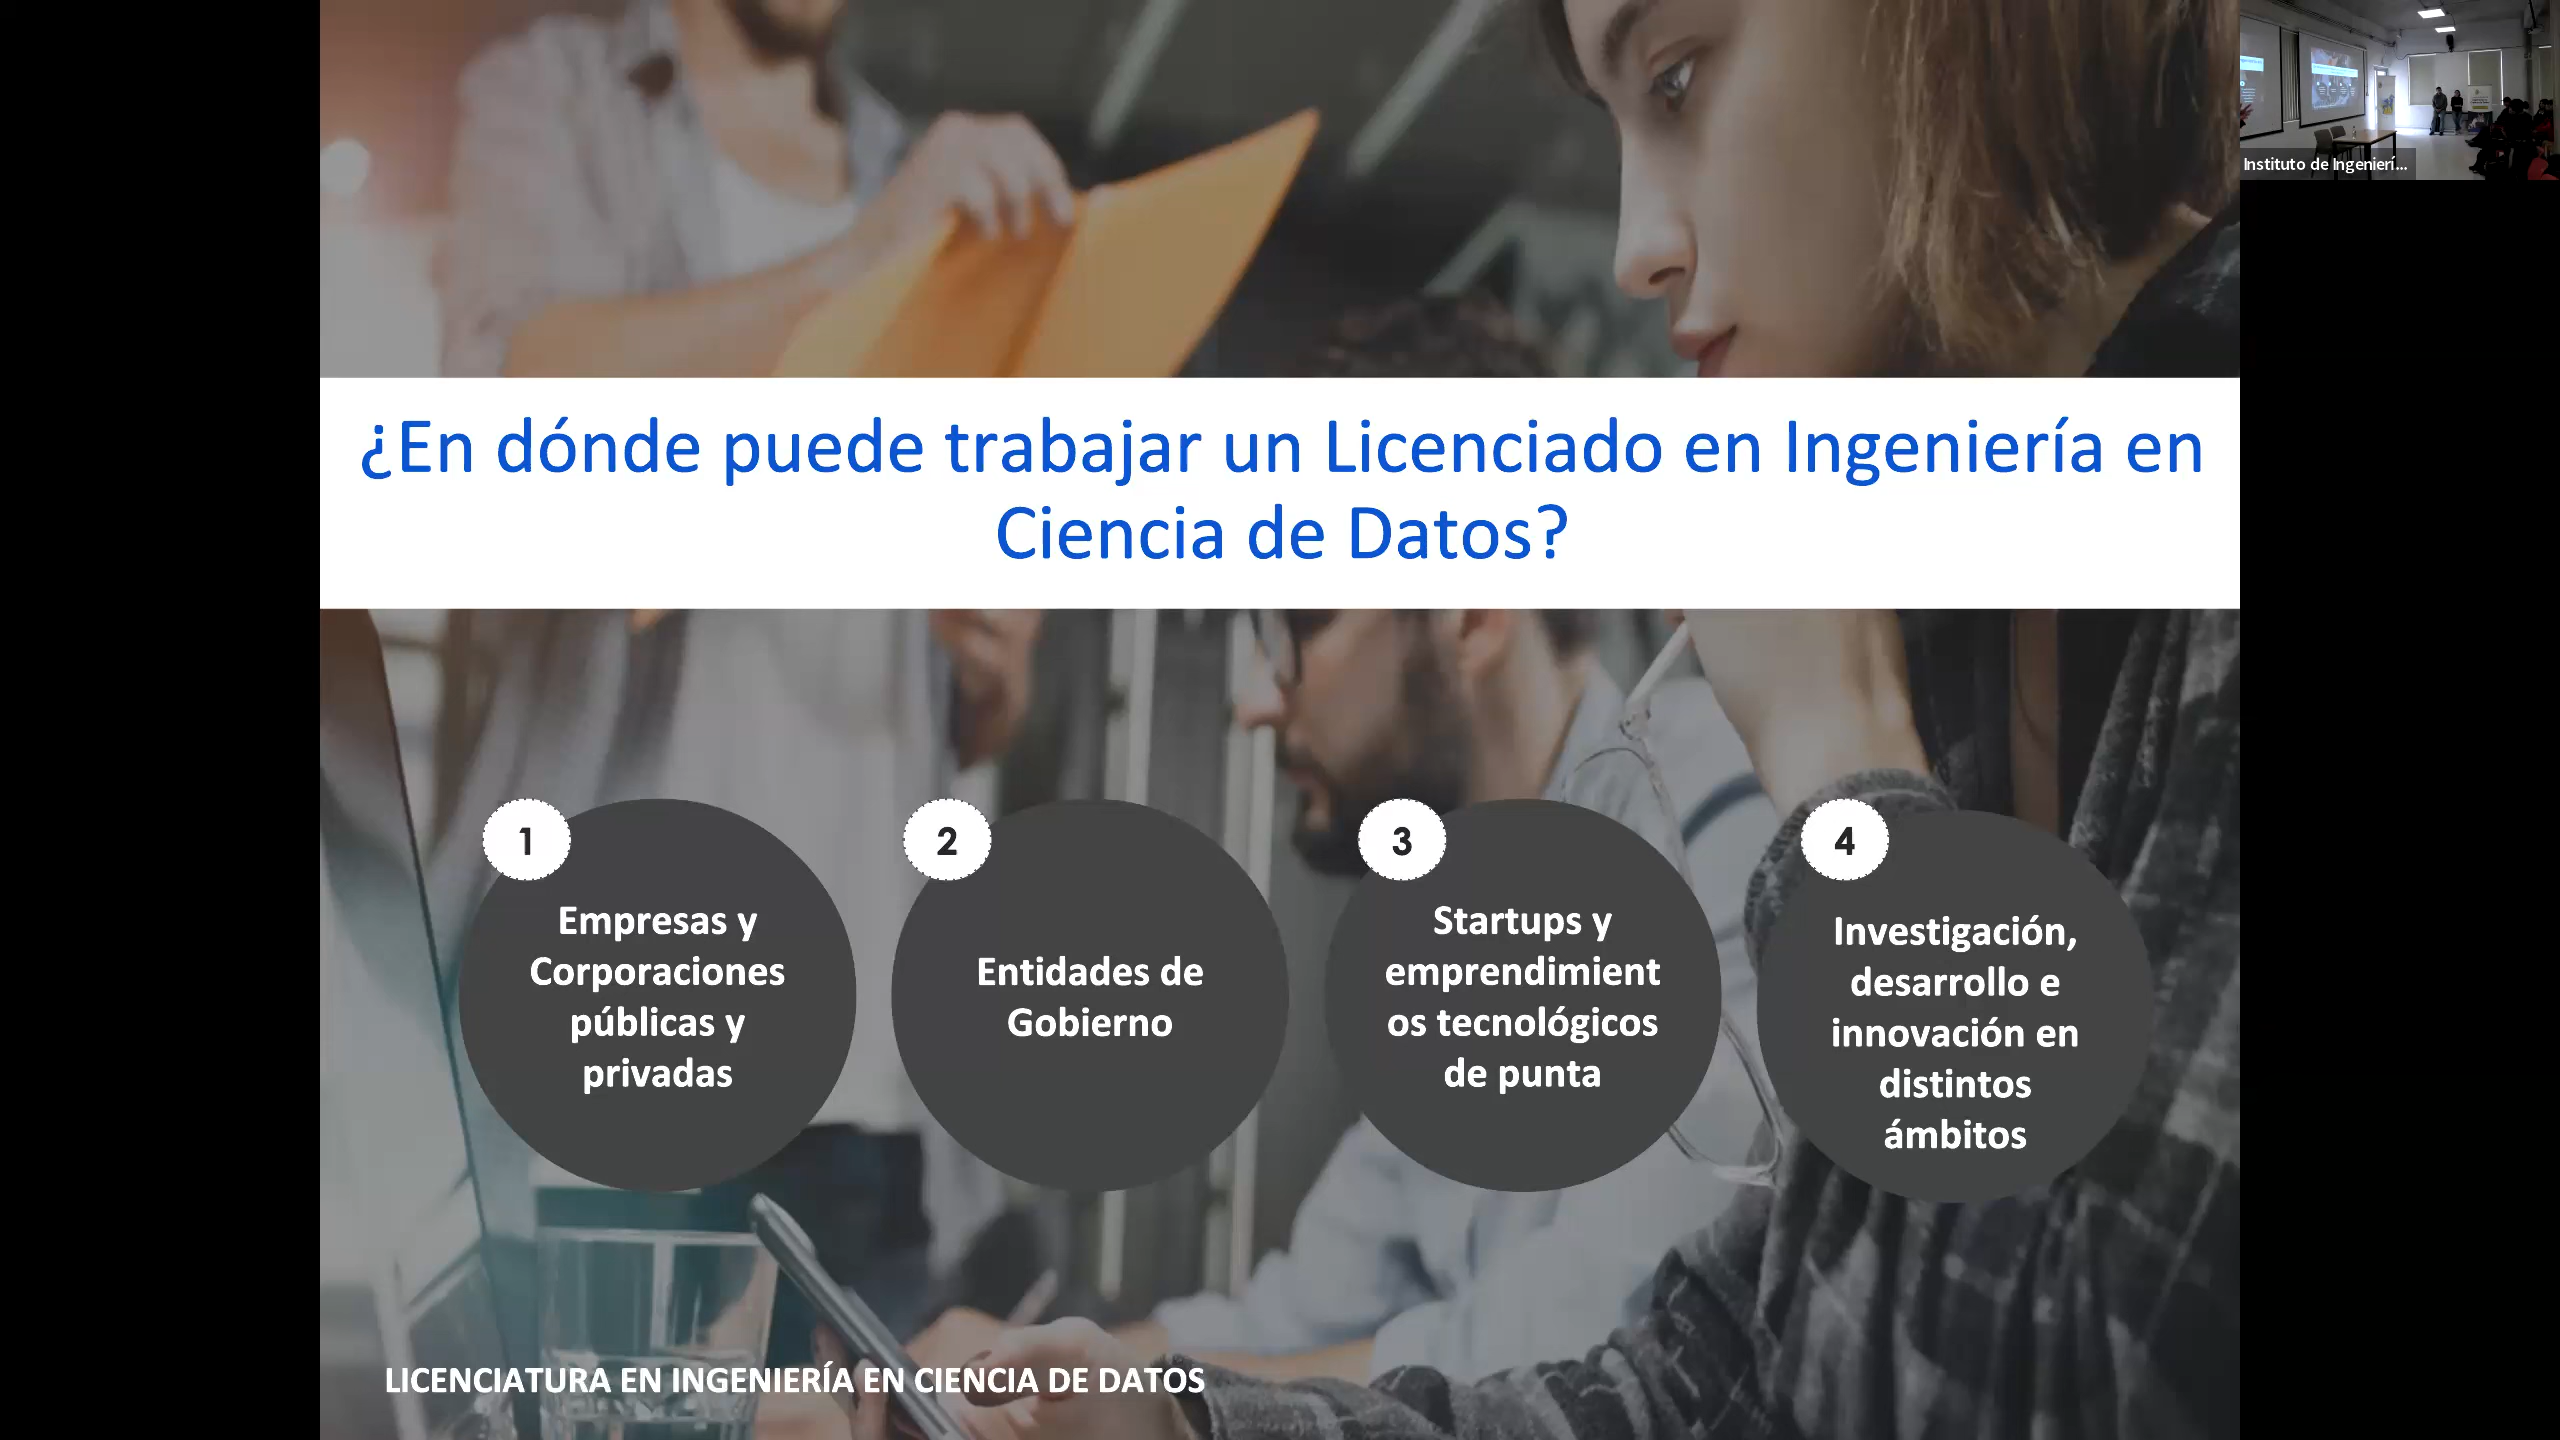 Instituto de Ingenierí...
¿En dónde puede trabajar un Licenciado en Ingeniería en
Ciencia de Datos?
1
Empresas y
Corporaciones
públicas y
privadas
2
Entidades de
Gobierno
3
Startups y
emprendimient
os tecnológicos
de punta
4
Investigación,
desarrollo e
innovación en
distintos
ámbitos
LICENCIATURA EN INGENIERÍA EN CIENCIA DE DATOS